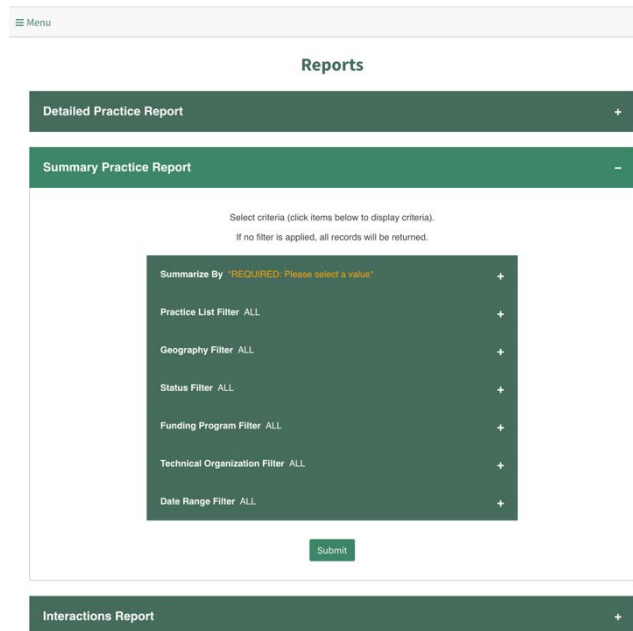 ≡ Menu
Reports
Detailed Practice Report +
Summary Practice Report –
Select criteria (click items below to display criteria).
If no filter is applied, all records will be returned.
Summarize By *REQUIRED: Please select a value* +
Practice List Filter ALL +
Geography Filter ALL +
Status Filter ALL +
Funding Program Filter ALL +
Technical Organization Filter ALL +
Date Range Filter ALL +
Submit
Interactions Report +